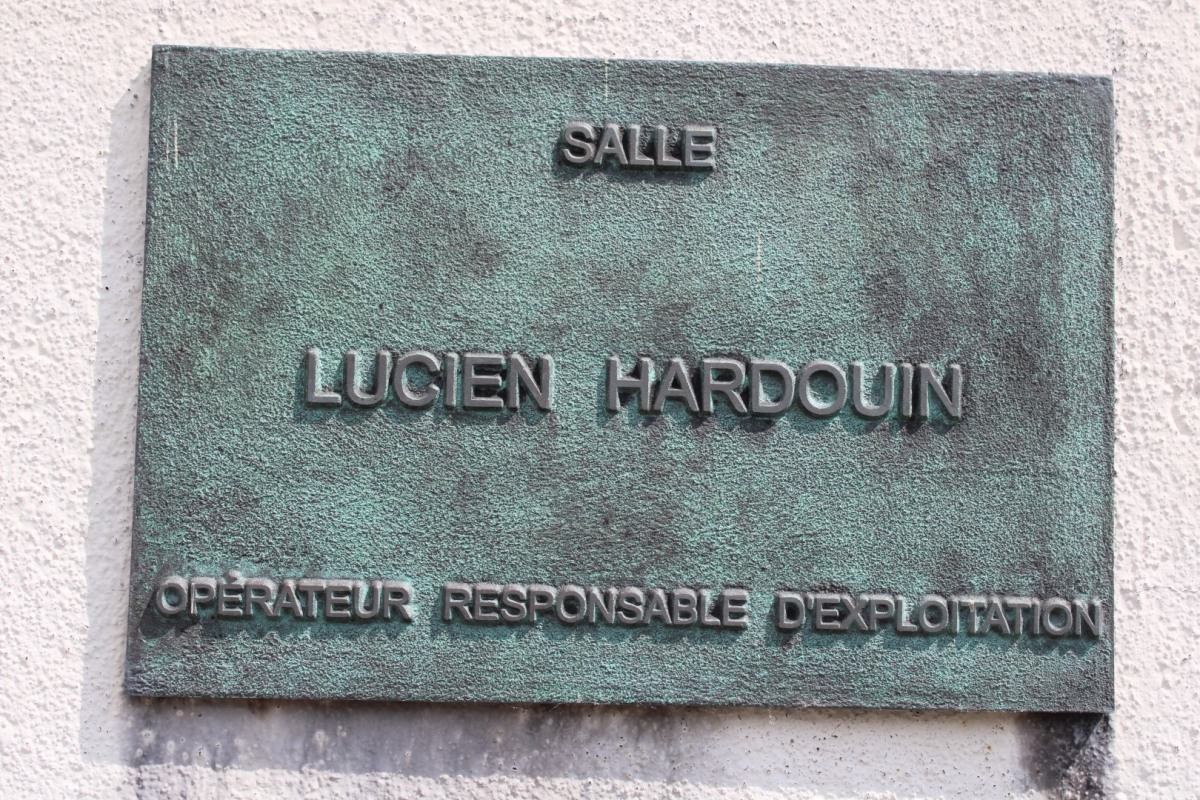 SALLE
LUCIEN HARDOUIN
OPÉRATEUR RESPONSABLE D'EXPLOITATION